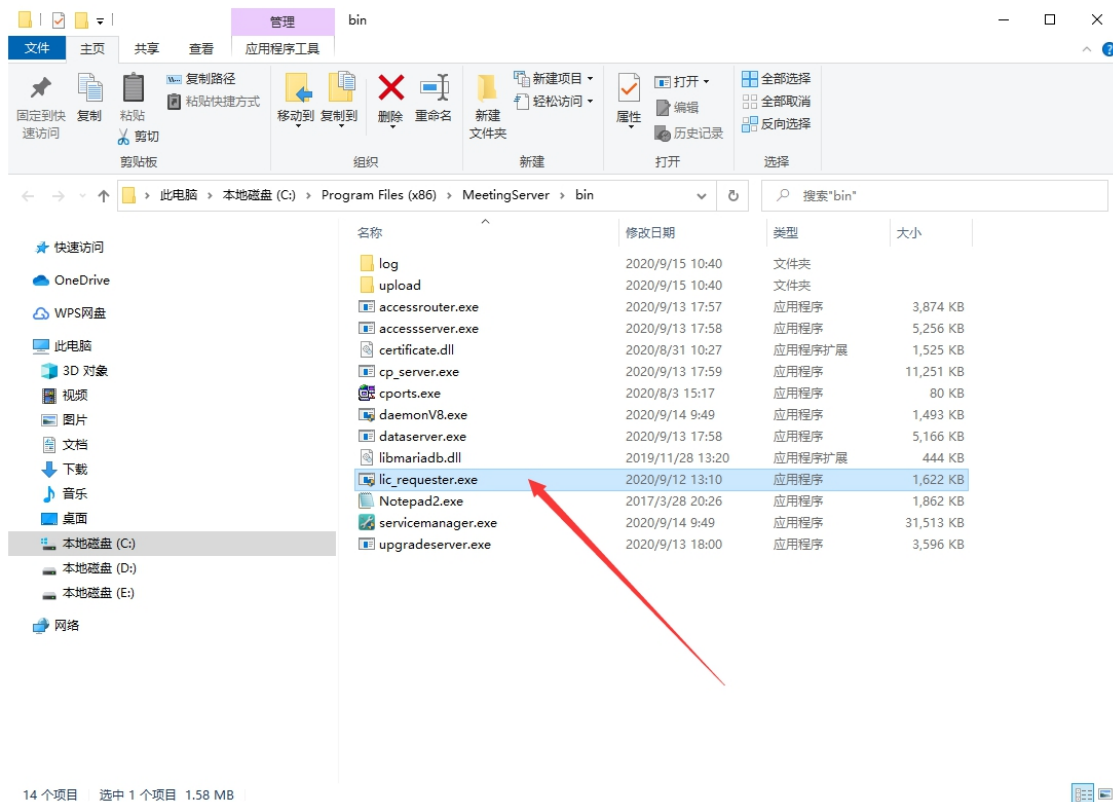 管理
bin
文件
主页
共享
查看
应用程序工具
固定到快速访问
复制
粘贴
复制路径
粘贴快捷方式
剪切
剪贴板
移动到
复制到
删除
重命名
组织
新建项目
轻松访问
新建文件夹
新建
属性
打开
编辑
历史记录
打开
全部选择
全部取消
反向选择
选择
此电脑 › 本地磁盘 (C:) › Program Files (x86) › MeetingServer › bin
搜索"bin"
快速访问
OneDrive
WPS网盘
此电脑
3D 对象
视频
图片
文档
下载
音乐
桌面
本地磁盘 (C:)
本地磁盘 (D:)
本地磁盘 (E:)
网络
名称 修改日期 类型 大小
log 2020/9/15 10:40 文件夹
upload 2020/9/15 10:40 文件夹
accessrouter.exe 2020/9/13 17:57 应用程序 3,874 KB
accessserver.exe 2020/9/13 17:58 应用程序 5,256 KB
certificate.dll 2020/8/31 10:27 应用程序扩展 1,525 KB
cp_server.exe 2020/9/13 17:59 应用程序 11,251 KB
cports.exe 2020/8/3 15:17 应用程序 80 KB
daemonV8.exe 2020/9/14 9:49 应用程序 1,493 KB
dataserver.exe 2020/9/13 17:58 应用程序 5,166 KB
libmariadb.dll 2019/11/28 13:20 应用程序扩展 444 KB
lic_requester.exe 2020/9/12 13:10 应用程序 1,622 KB
Notepad2.exe 2017/3/28 20:26 应用程序 1,862 KB
servicemanager.exe 2020/9/14 9:49 应用程序 31,513 KB
upgradeserver.exe 2020/9/13 18:00 应用程序 3,596 KB
14 个项目 选中 1 个项目 1.58 MB